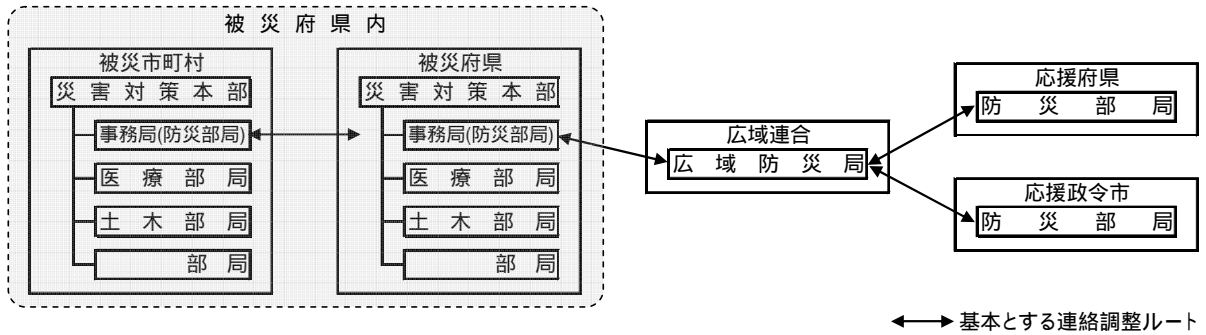 被災府県内
被災市町村
災害対策本部
事務局(防災部局)
医療部局
土木部局
部局
被災府県
災害対策本部
事務局(防災部局)
医療部局
土木部局
部局
広域連合
広域防災局
応援府県
防災部局
応援政令市
防災部局
基本とする連絡調整ルート